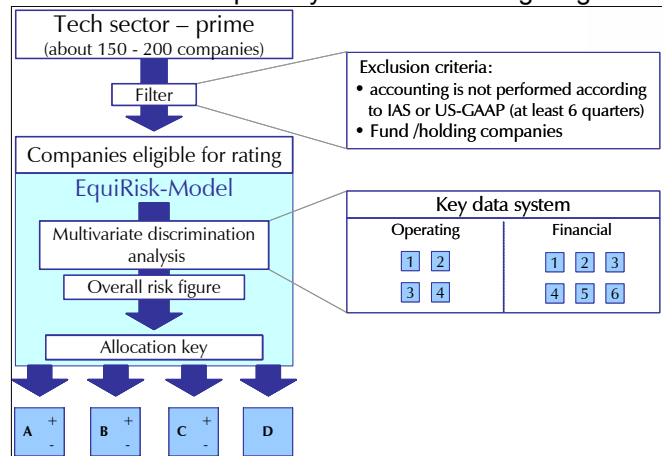 Tech sector – prime
(about 150 - 200 companies)
Filter
Exclusion criteria:
• accounting is not performed according
to IAS or US-GAAP (at least 6 quarters)
• Fund /holding companies
Companies eligible for rating
EquiRisk-Model
Multivariate discrimination
analysis
Overall risk figure
Allocation key
Key data system
Operating Financial
1 2 1 2 3
3 4 4 5 6
A + -
B + -
C + -
D